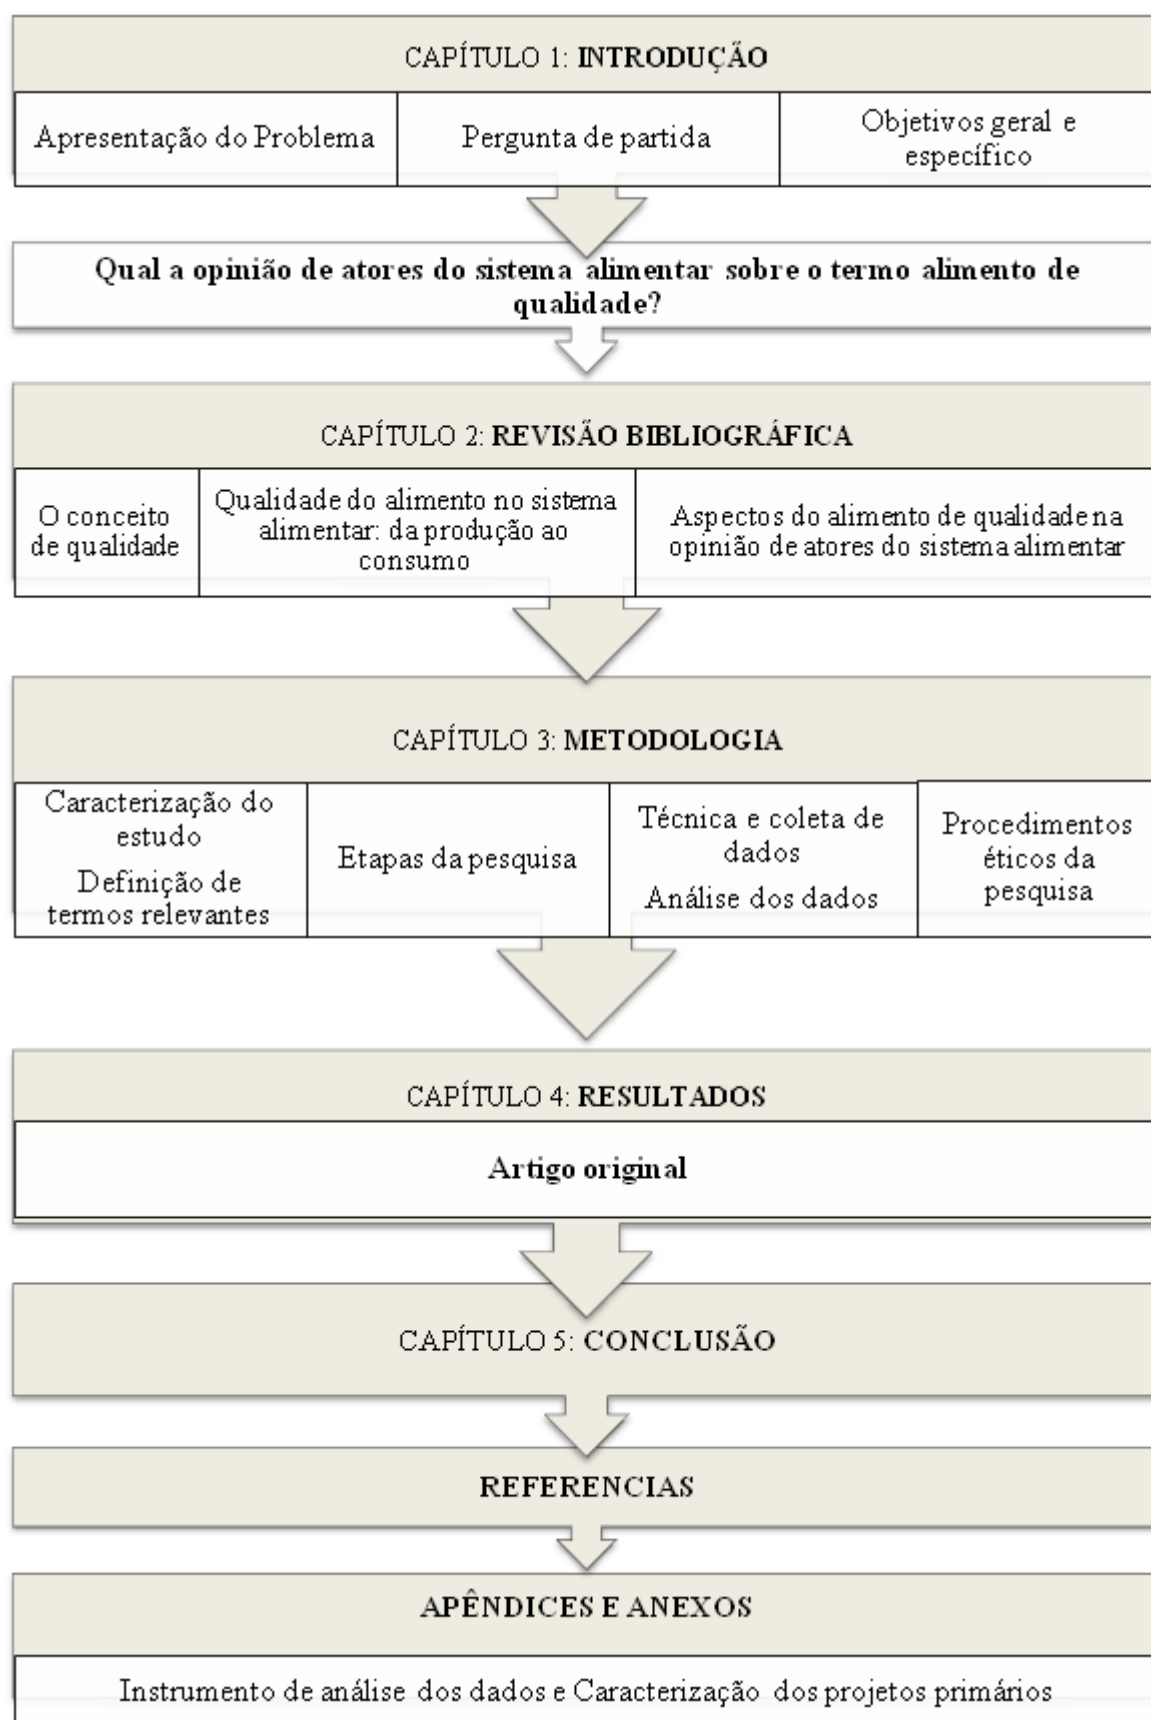 CAPÍTULO 1: INTRODUÇÃO
Apresentação do Problema
Pergunta de partida
Objetivos geral e
específico
Qual a opinião de atores do sistema alimentar sobre o termo alimento de
qualidade?
CAPÍTULO 2: REVISÃO BIBLIOGRÁFICA
O conceito
de qualidade
Qualidade do alimento no sistema
alimentar: da produção ao
consumo
Aspectos do alimento de qualidade na
opinião de atores do sistema alimentar
CAPÍTULO 3: METODOLOGIA
Caracterização do
estudo
Definição de
termos relevantes
Etapas da pesquisa
Técnica e coleta de
dados
Análise dos dados
Procedimentos
éticos da
pesquisa
CAPÍTULO 4: RESULTADOS
Artigo original
CAPÍTULO 5: CONCLUSÃO
REFERENCIAS
APÊNDICES E ANEXOS
Instrumento de análise dos dados e Caracterização dos projetos primários